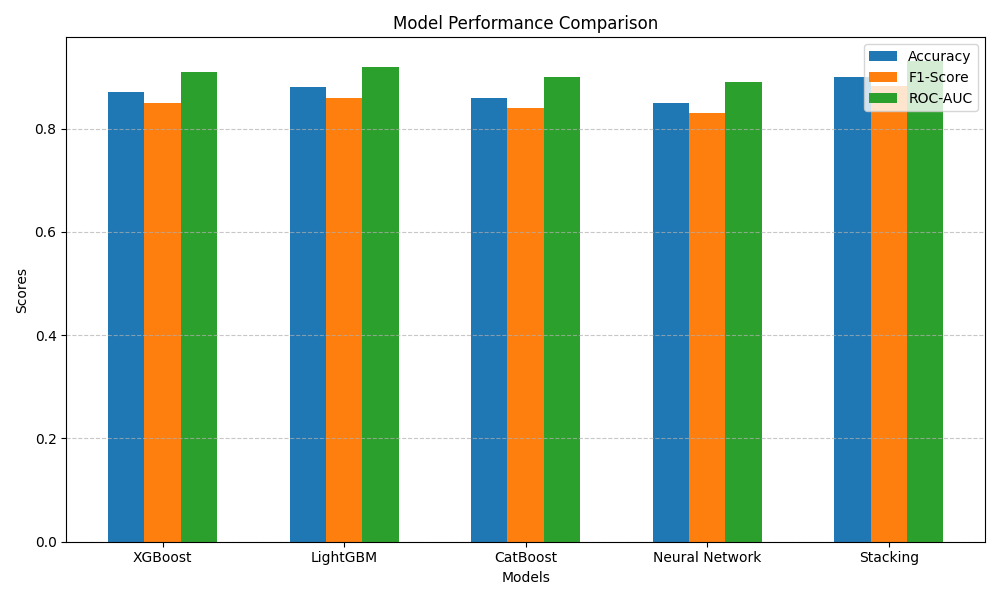 Model Performance Comparison
Accuracy
F1-Score
ROC-AUC
Scores
0.8
0.6
0.4
0.2
0.0
XGBoost
LightGBM
CatBoost
Neural Network
Stacking
Models